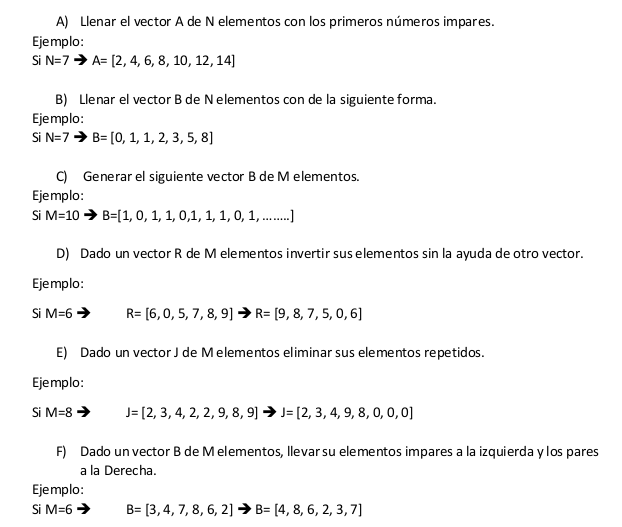 A) Llenar el vector A de N elementos con los primeros números impares.
Ejemplo:
Si N=7 → A= [2, 4, 6, 8, 10, 12, 14]
B) Llenar el vector B de N elementos con de la siguiente forma.
Ejemplo:
Si N=7 → B= [0, 1, 1, 2, 3, 5, 8]
C) Generar el siguiente vector B de M elementos.
Ejemplo:
Si M=10 → B=[1, 0, 1, 1, 0,1, 1, 1, 0, 1, ........]
D) Dado un vector R de M elementos invertir sus elementos sin la ayuda de otro vector.
Ejemplo:
Si M=6 → R= [6, 0, 5, 7, 8, 9] → R= [9, 8, 7, 5, 0, 6]
E) Dado un vector J de M elementos eliminar sus elementos repetidos.
Ejemplo:
Si M=8 → J= [2, 3, 4, 2, 2, 9, 8, 9] → J= [2, 3, 4, 9, 8, 0, 0, 0]
F) Dado un vector B de M elementos, llevar su elementos impares a la izquierda y los pares
a la Derecha.
Ejemplo:
Si M=6 → B= [3, 4, 7, 8, 6, 2] → B= [4, 8, 6, 2, 3, 7]